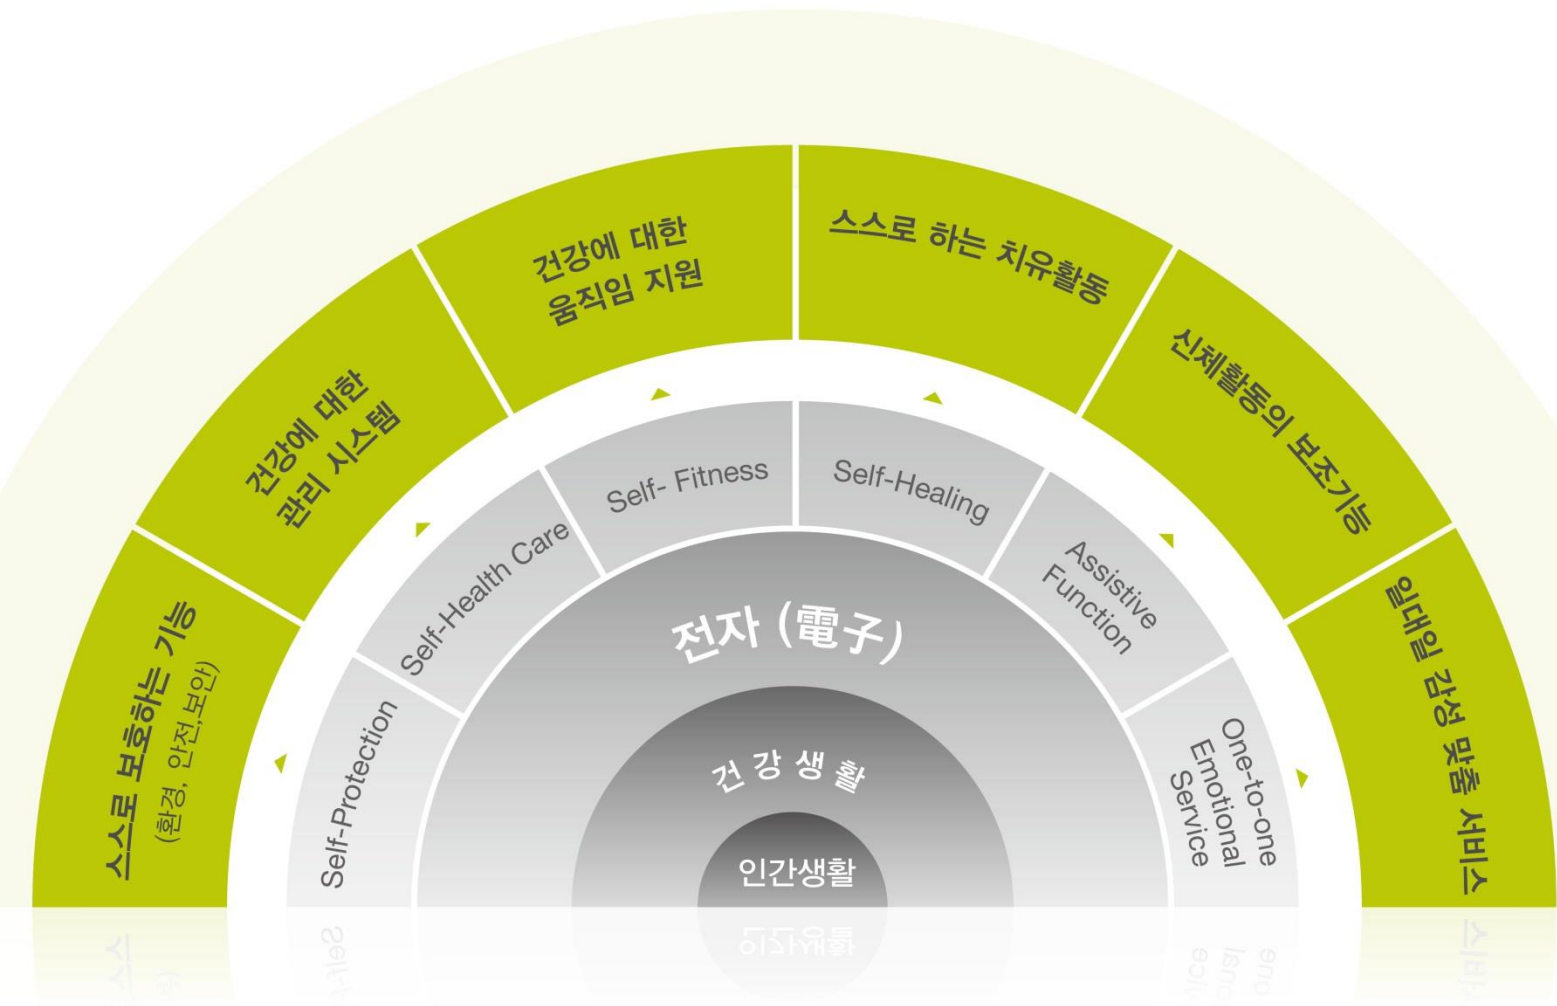 스스로 보호하는 기능
(환경, 안전,보안)
건강에 대한
관리 시스템
건강에 대한
움직임 지원
스스로 하는 치유활동
신체활동의 보조기능
일대일 감성 맞춤 서비스
Self-Protection
Self-Health Care
Self- Fitness
Self-Healing
Assistive
Function
One-to-one
Emotional
Service
전자 (電子)
건강생활
인간생활